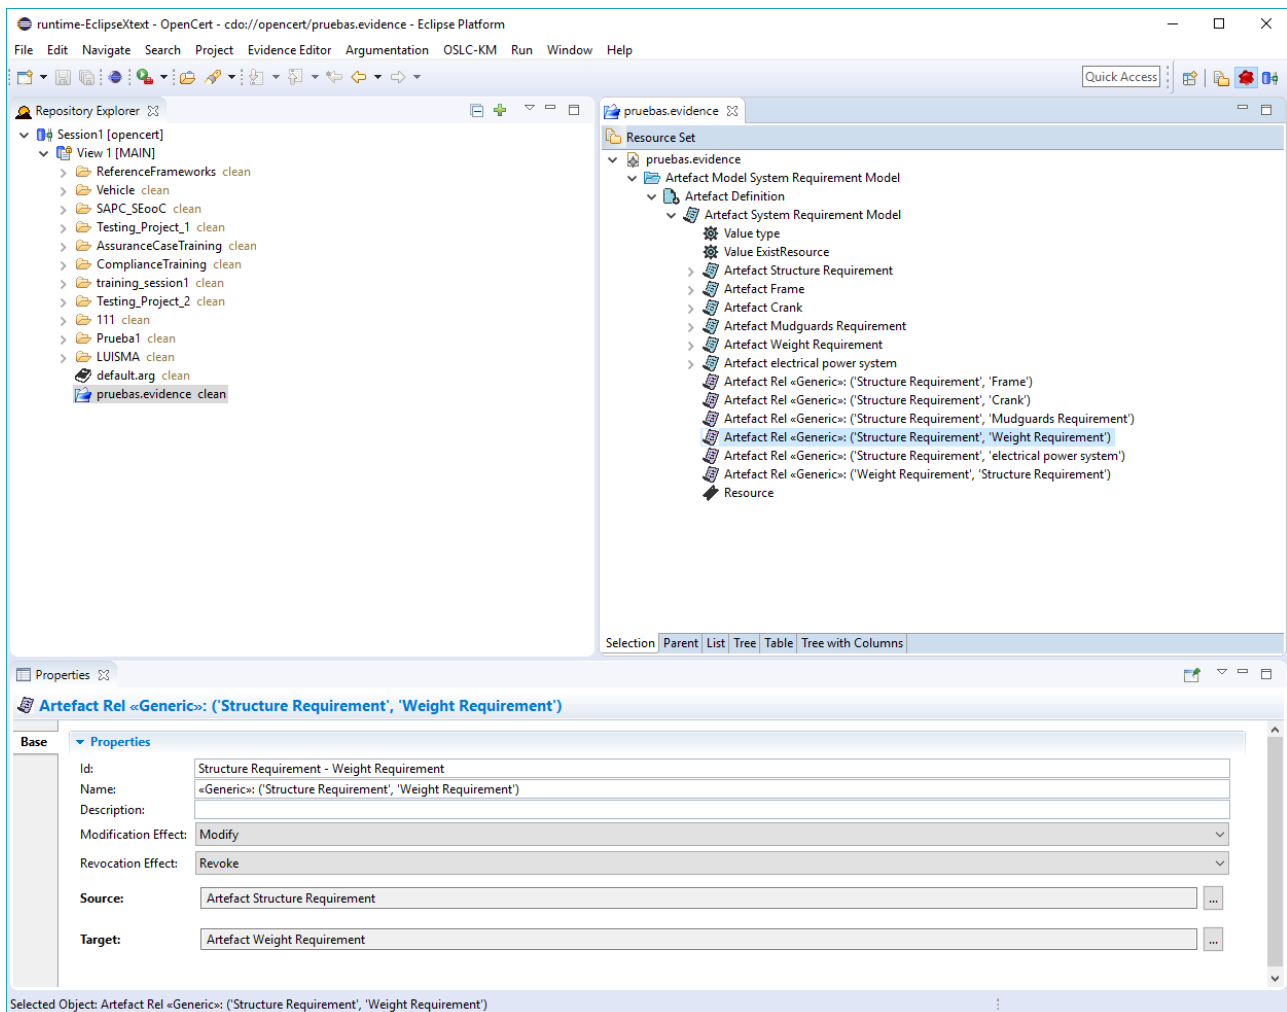 runtime-EclipseXtext - OpenCert - cdo://opencert/pruebas.evidence - Eclipse Platform
File Edit Navigate Search Project Evidence Editor Argumentation OSLC-KM Run Window Help
Quick Access
Repository Explorer
Session1 [opencert]
View 1 [MAIN]
ReferenceFrameworks clean
Vehicle clean
SAPC_SEooC clean
Testing_Project_1 clean
AssuranceCaseTraining clean
ComplianceTraining clean
training_session1 clean
Testing_Project_2 clean
111 clean
Prueba1 clean
LUISMA clean
default.arg clean
pruebas.evidence clean
pruebas.evidence
Resource Set
pruebas.evidence
Artefact Model System Requirement Model
Artefact Definition
Artefact System Requirement Model
Value type
Value ExistResource
Artefact Structure Requirement
Artefact Frame
Artefact Crank
Artefact Mudguards Requirement
Artefact Weight Requirement
Artefact electrical power system
Artefact Rel «Generic»: ('Structure Requirement', 'Frame')
Artefact Rel «Generic»: ('Structure Requirement', 'Crank')
Artefact Rel «Generic»: ('Structure Requirement', 'Mudguards Requirement')
Artefact Rel «Generic»: ('Structure Requirement', 'Weight Requirement')
Artefact Rel «Generic»: ('Structure Requirement', 'electrical power system')
Artefact Rel «Generic»: ('Weight Requirement', 'Structure Requirement')
Resource
Selection Parent List Tree Table Tree with Columns
Properties
Artefact Rel «Generic»: ('Structure Requirement', 'Weight Requirement')
Base
Properties
Id: Structure Requirement - Weight Requirement
Name: «Generic»: ('Structure Requirement', 'Weight Requirement')
Description:
Modification Effect: Modify
Revocation Effect: Revoke
Source: Artefact Structure Requirement ...
Target: Artefact Weight Requirement ...
Selected Object: Artefact Rel «Generic»: ('Structure Requirement', 'Weight Requirement')